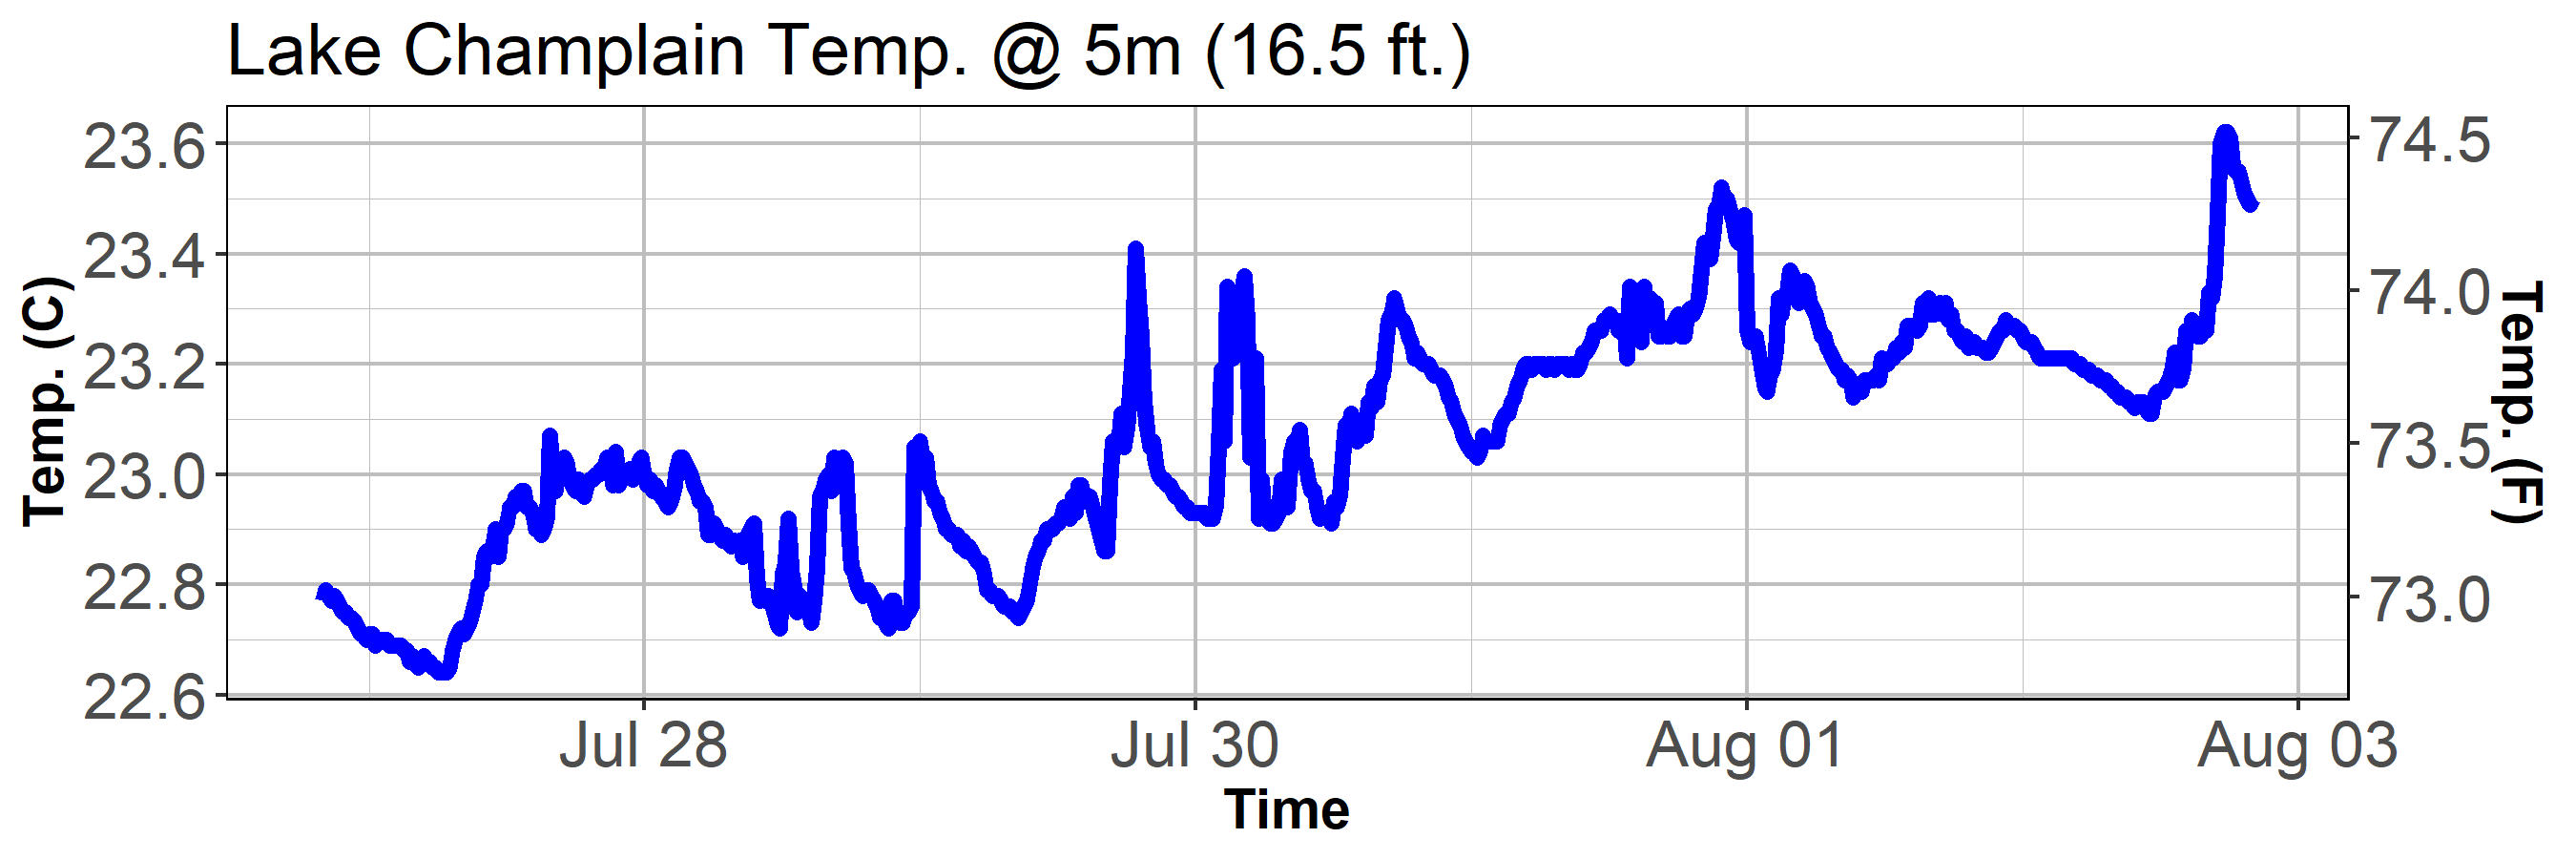 Lake Champlain Temp. @ 5m (16.5 ft.)
Temp. (C)
23.6
23.4
23.2
23.0
22.8
22.6
74.5
74.0
73.5
73.0
Temp. (F)
Jul 28
Jul 30
Aug 01
Aug 03
Time